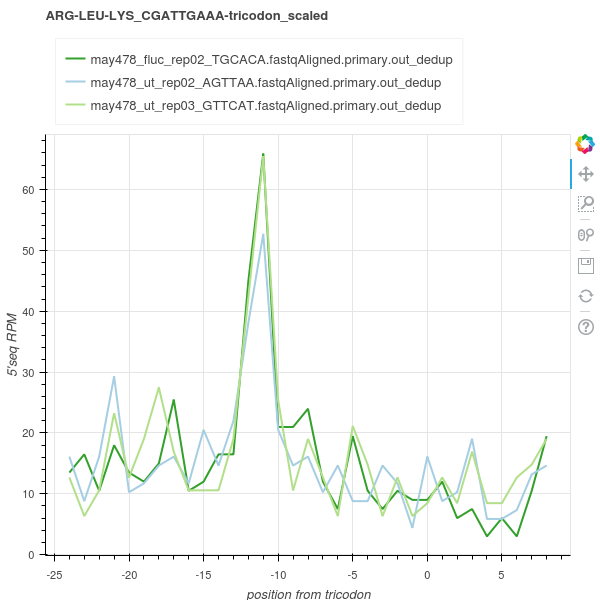 ARG-LEU-LYS_CGATTGAAA-tricodon_scaled
may478_fluc_rep02_TGCACA.fastqAligned.primary.out_dedup
may478_ut_rep02_AGTTAA.fastqAligned.primary.out_dedup
may478_ut_rep03_GTTCAT.fastqAligned.primary.out_dedup
60
50
40
30
20
10
0
5'seq RPM
-25 -20 -15 -10 -5 0 5
position from tricodon